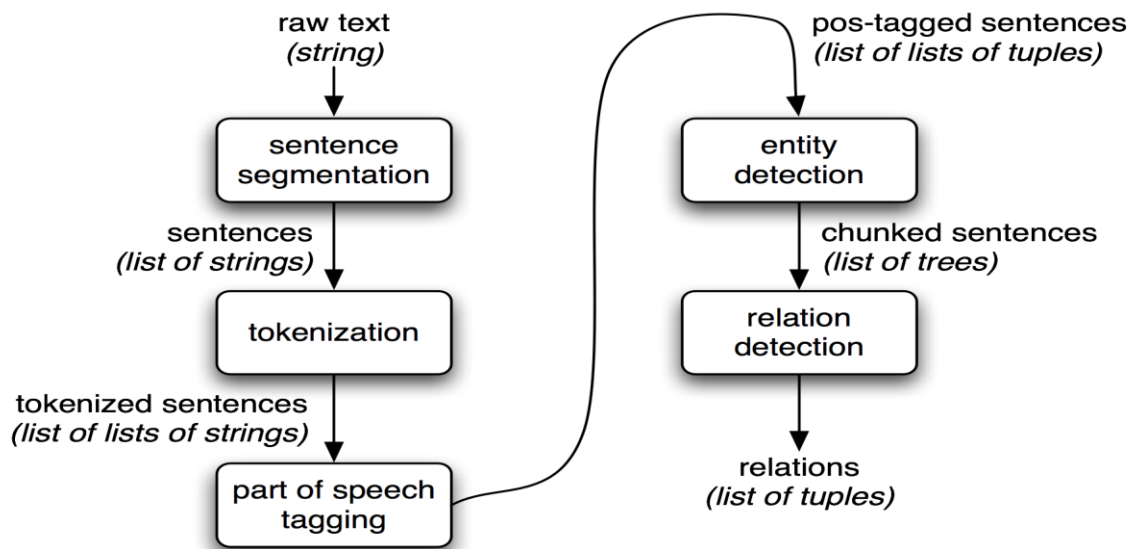 raw text
(string)
sentence
segmentation
sentences
(list of strings)
tokenization
tokenized sentences
(list of lists of strings)
part of speech
tagging
pos-tagged sentences
(list of lists of tuples)
entity
detection
chunked sentences
(list of trees)
relation
detection
relations
(list of tuples)